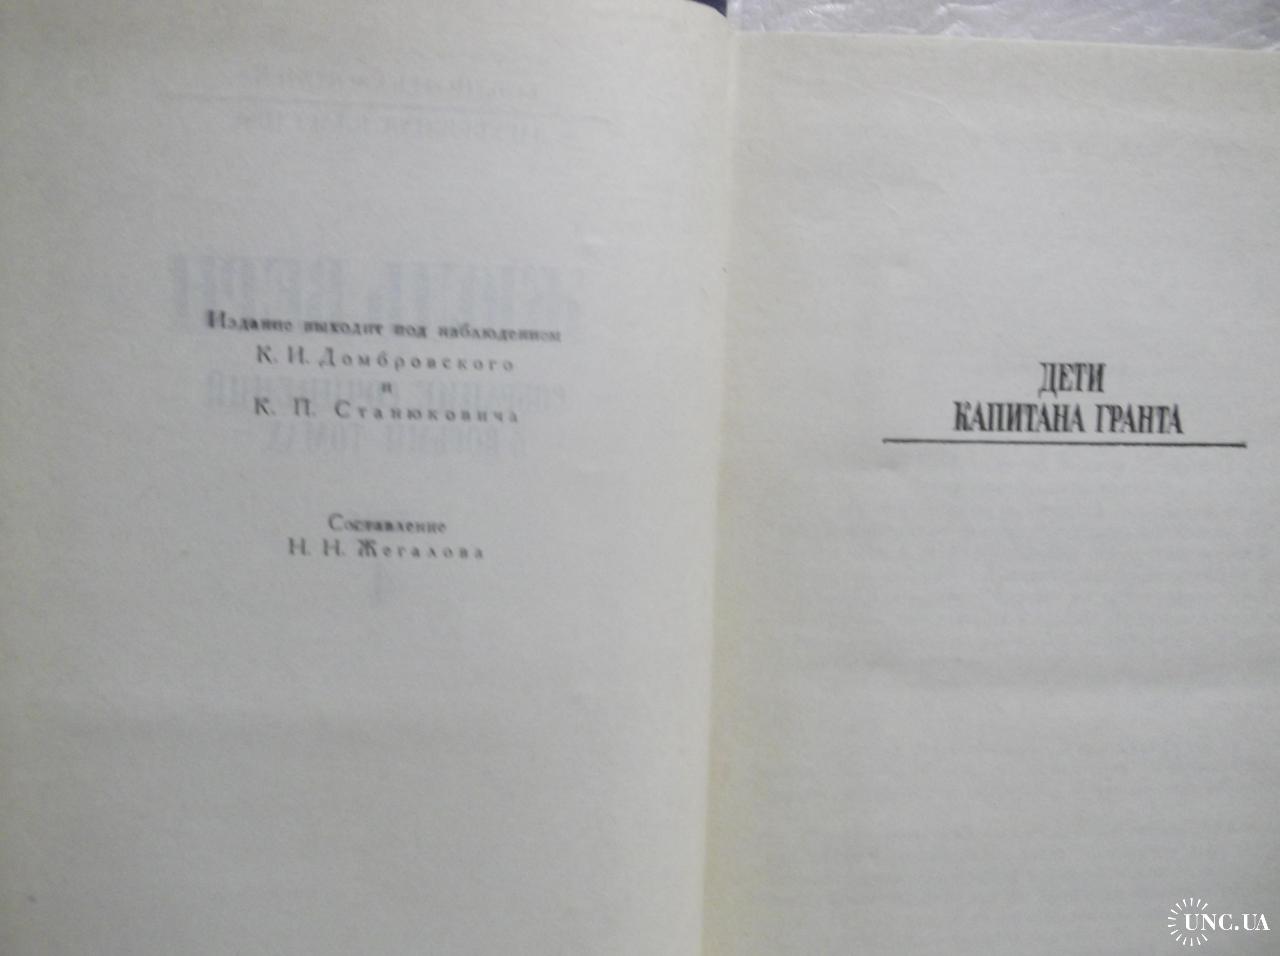 Издание выходит под наблюдением
К. И. Домбровского
и
К. П. Станюковича
Составление
Н. Н. Жегалова
ДЕТИ
КАПИТАНА ГРАНТА
UNC.UA